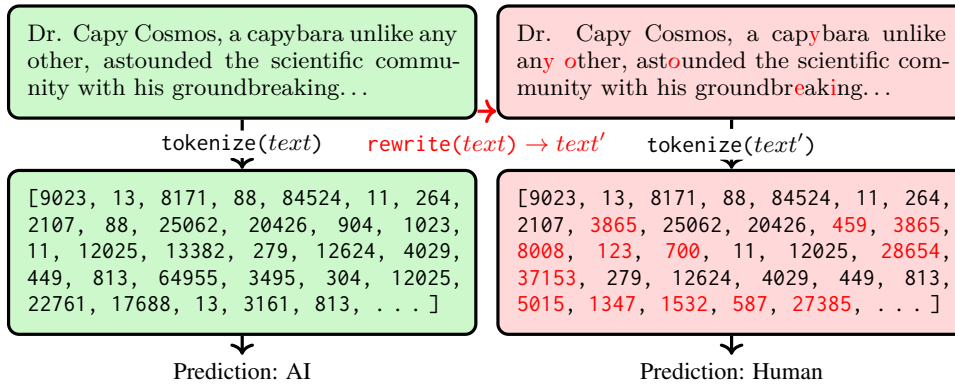 Dr. Capy Cosmos, a capybara unlike any
other, astounded the scientific commu-
nity with his groundbreaking...
Dr. Capy Cosmos, a capybara unlike
any other, astounded the scientific com-
munity with his groundbreaking...
tokenize(text)
rewrite(text) → text′
tokenize(text′)
[9023, 13, 8171, 88, 84524, 11, 264,
2107, 88, 25062, 20426, 904, 1023,
11, 12025, 13382, 279, 12624, 4029,
449, 813, 64955, 3495, 304, 12025,
22761, 17688, 13, 3161, 813, ...]
[9023, 13, 8171, 88, 84524, 11, 264,
2107, 3865, 25062, 20426, 459, 3865,
8008, 123, 700, 11, 12025, 28654,
37153, 279, 12624, 4029, 449, 813,
5015, 1347, 1532, 587, 27385, ...]
Prediction: AI
Prediction: Human